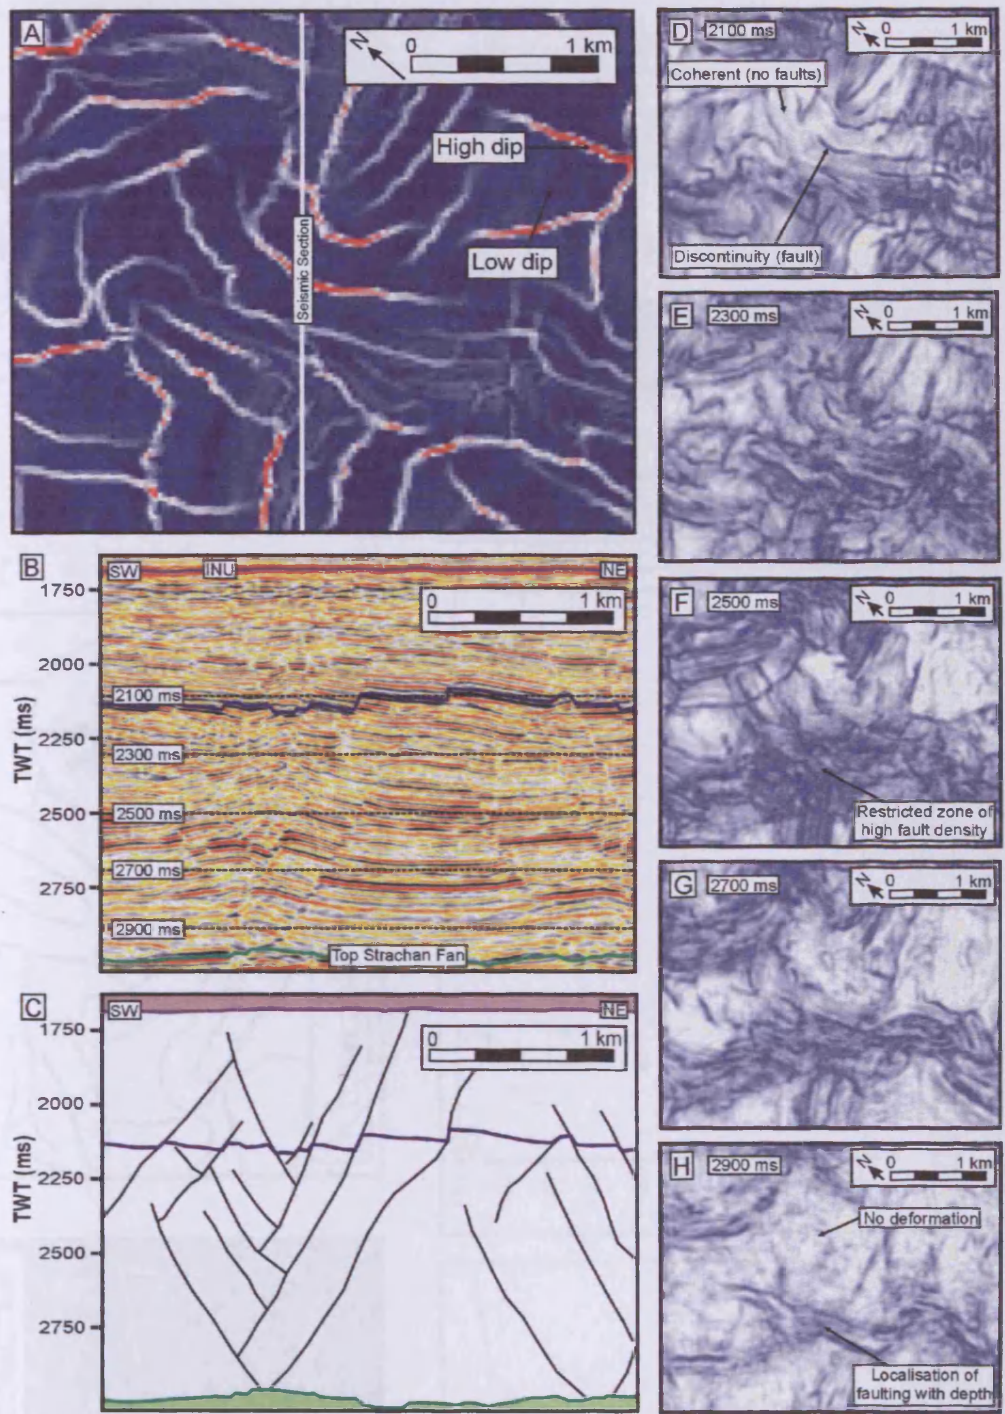 A
N
0 1 km
High dip
Low dip
Seismic Section
B
SW INU NE
0 1 km
1750
2000
2250
2500
2750
TWT (ms)
2100 ms
2300 ms
2500 ms
2700 ms
2900 ms
Top Strachan Fan
C
SW NE
0 1 km
1750
2000
2250
2500
2750
TWT (ms)
D 2100 ms
N
0 1 km
Coherent (no faults)
Discontinuity (fault)
E 2300 ms
N
0 1 km
F 2500 ms
N
0 1 km
Restricted zone of
high fault density
G 2700 ms
N
0 1 km
H 2900 ms
N
0 1 km
No deformation
Localisation of
faulting with depth